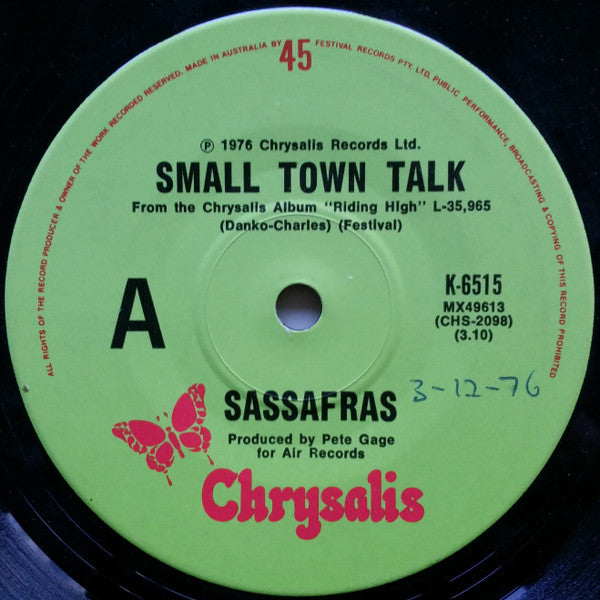 ALL RIGHTS OF THE RECORD PRODUCER & OWNER OF THE WORK RECORDED RESERVED. MADE IN AUSTRALIA BY FESTIVAL RECORDS PTY. LTD. PUBLIC PERFORMANCE, BROADCASTING & COPYING OF THIS RECORD PROHIBITED
45
℗ 1976 Chrysalis Records Ltd.
SMALL TOWN TALK
From the Chrysalis Album "Riding High" L-35,965
(Danko-Charles) (Festival)
A
K-6515
MX49613
(CHS-2098)
(3.10)
SASSAFRAS
3-12-76
Produced by Pete Gage
for Air Records
Chrysalis